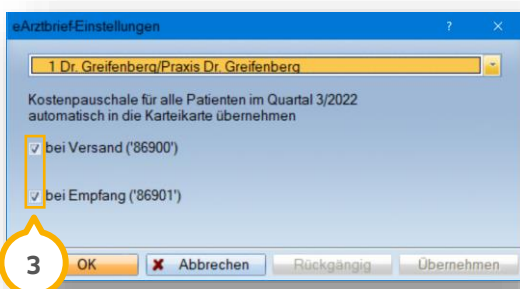 eArztbrief-Einstellungen ? ×
1 Dr. Greifenberg/Praxis Dr. Greifenberg
Kostenpauschale für alle Patienten im Quartal 3/2022
automatisch in die Karteikarte übernehmen
bei Versand ('86900')
bei Empfang ('86901')
3
OK Abbrechen Rückgängig Übernehmen